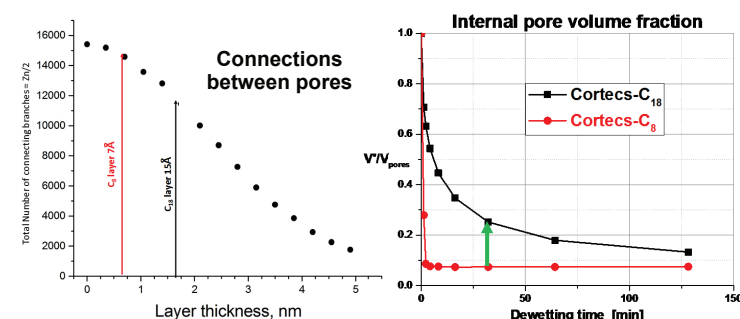 Connections
between pores
Total Number of connecting branches = Zn/2
16000
14000
12000
10000
8000
6000
4000
2000
0
C8 layer 7Å
C18 layer 15Å
0 1 2 3 4 5
Layer thickness, nm
Internal pore volume fraction
V'/Vpores
1.0
0.8
0.6
0.4
0.2
0.0
Cortecs-C18
Cortecs-C8
0 50 100 150
Dewetting time [min]